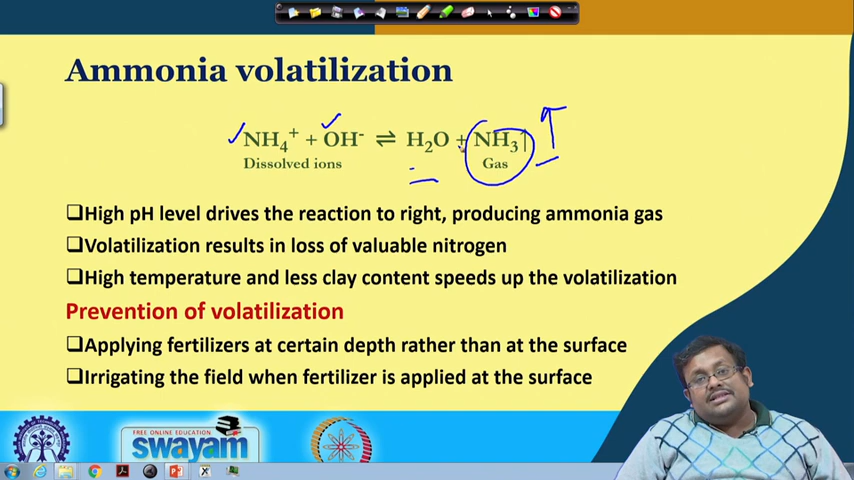 Ammonia volatilization
NH₄⁺ + OH⁻ ⇌ H₂O + NH₃↑
Dissolved ions Gas
❑High pH level drives the reaction to right, producing ammonia gas
❑Volatilization results in loss of valuable nitrogen
❑High temperature and less clay content speeds up the volatilization
Prevention of volatilization
❑Applying fertilizers at certain depth rather than at the surface
❑Irrigating the field when fertilizer is applied at the surface
FREE ONLINE EDUCATION
swayam